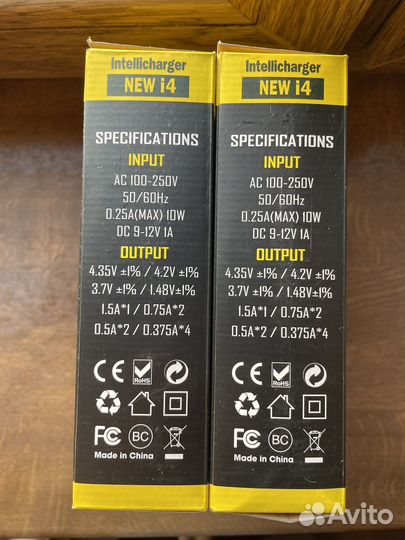 Intellicharger
NEW i4
SPECIFICATIONS
INPUT
AC 100-250V
50/60Hz
0.25A(MAX) 10W
DC 9-12V 1A
OUTPUT
4.35V ±1% / 4.2V ±1%
3.7V ±1% / 1.48V±1%
1.5A*1 / 0.75A*2
0.5A*2 / 0.375A*4
CE RoHS
FC BC
Made in China
Intellicharger
NEW i4
SPECIFICATIONS
INPUT
AC 100-250V
50/60Hz
0.25A(MAX) 10W
DC 9-12V 1A
OUTPUT
4.35V ±1% / 4.2V ±1%
3.7V ±1% / 1.48V±1%
1.5A*1 / 0.75A*2
0.5A*2 / 0.375A*4
CE RoHS
FC BC
Made in China
Avito